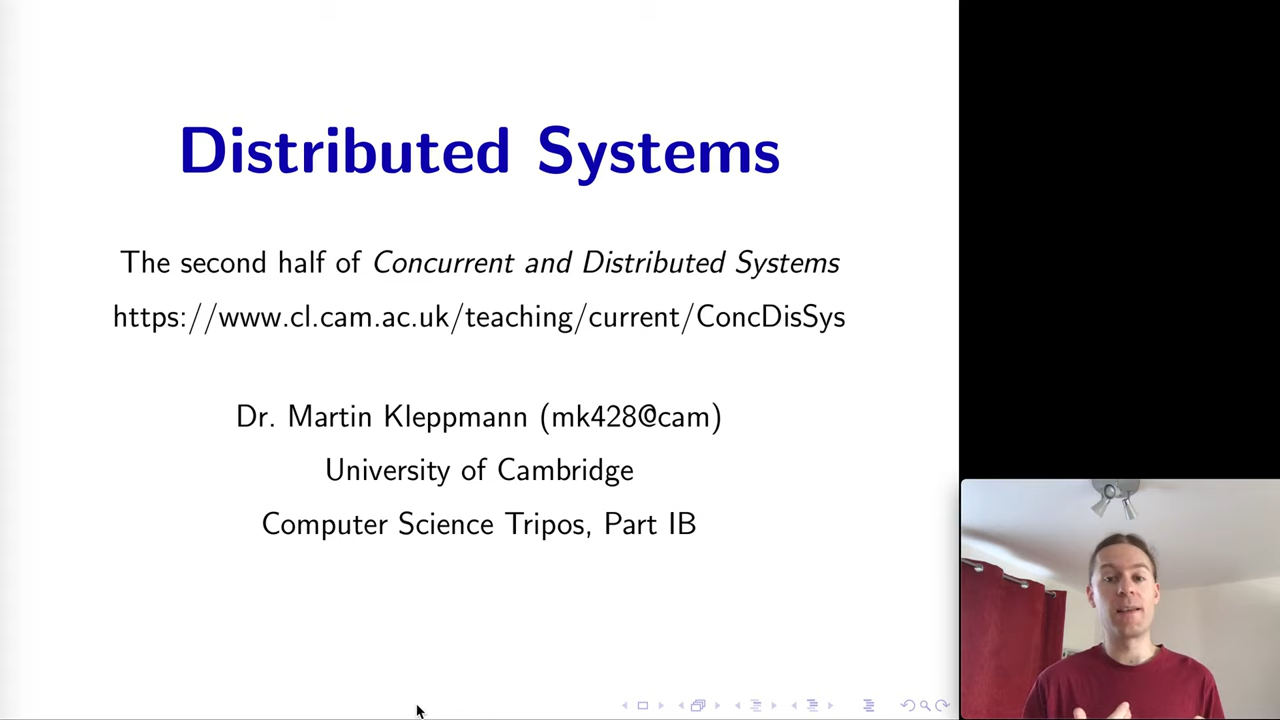 Distributed Systems
The second half of Concurrent and Distributed Systems
https://www.cl.cam.ac.uk/teaching/current/ConcDisSys
Dr. Martin Kleppmann (mk428@cam)
University of Cambridge
Computer Science Tripos, Part IB